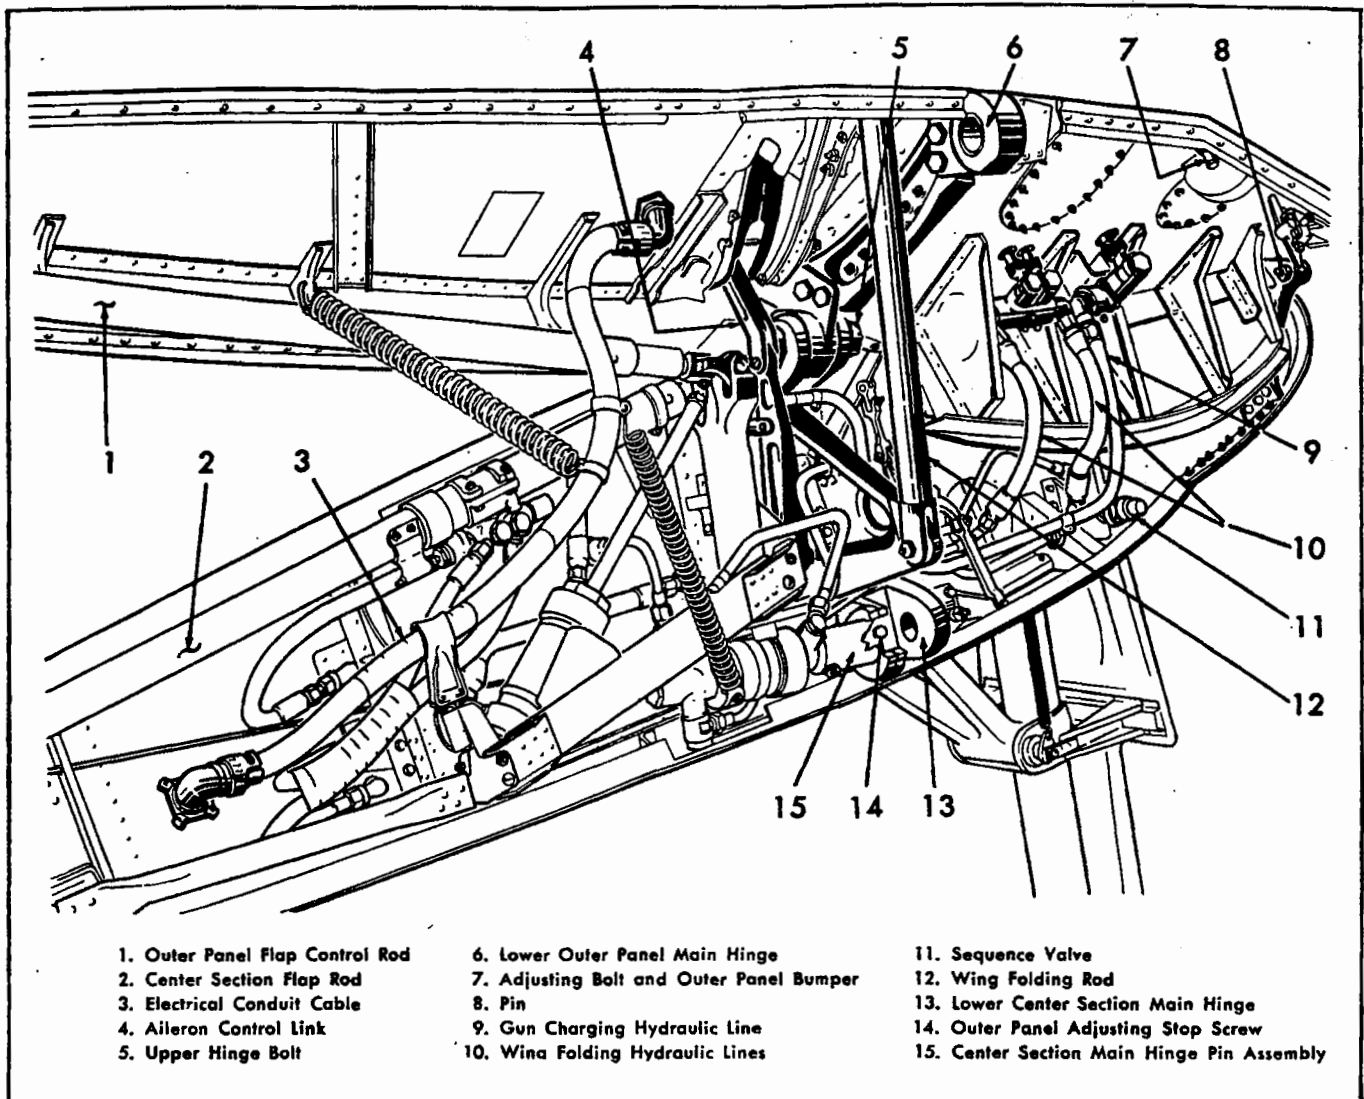 4 5 6 7 8
1 2 3 9
10
11
12
15 14 13
1. Outer Panel Flap Control Rod
2. Center Section Flap Rod
3. Electrical Conduit Cable
4. Aileron Control Link
5. Upper Hinge Bolt
6. Lower Outer Panel Main Hinge
7. Adjusting Bolt and Outer Panel Bumper
8. Pin
9. Gun Charging Hydraulic Line
10. Wing Folding Hydraulic Lines
11. Sequence Valve
12. Wing Folding Rod
13. Lower Center Section Main Hinge
14. Outer Panel Adjusting Stop Screw
15. Center Section Main Hinge Pin Assembly